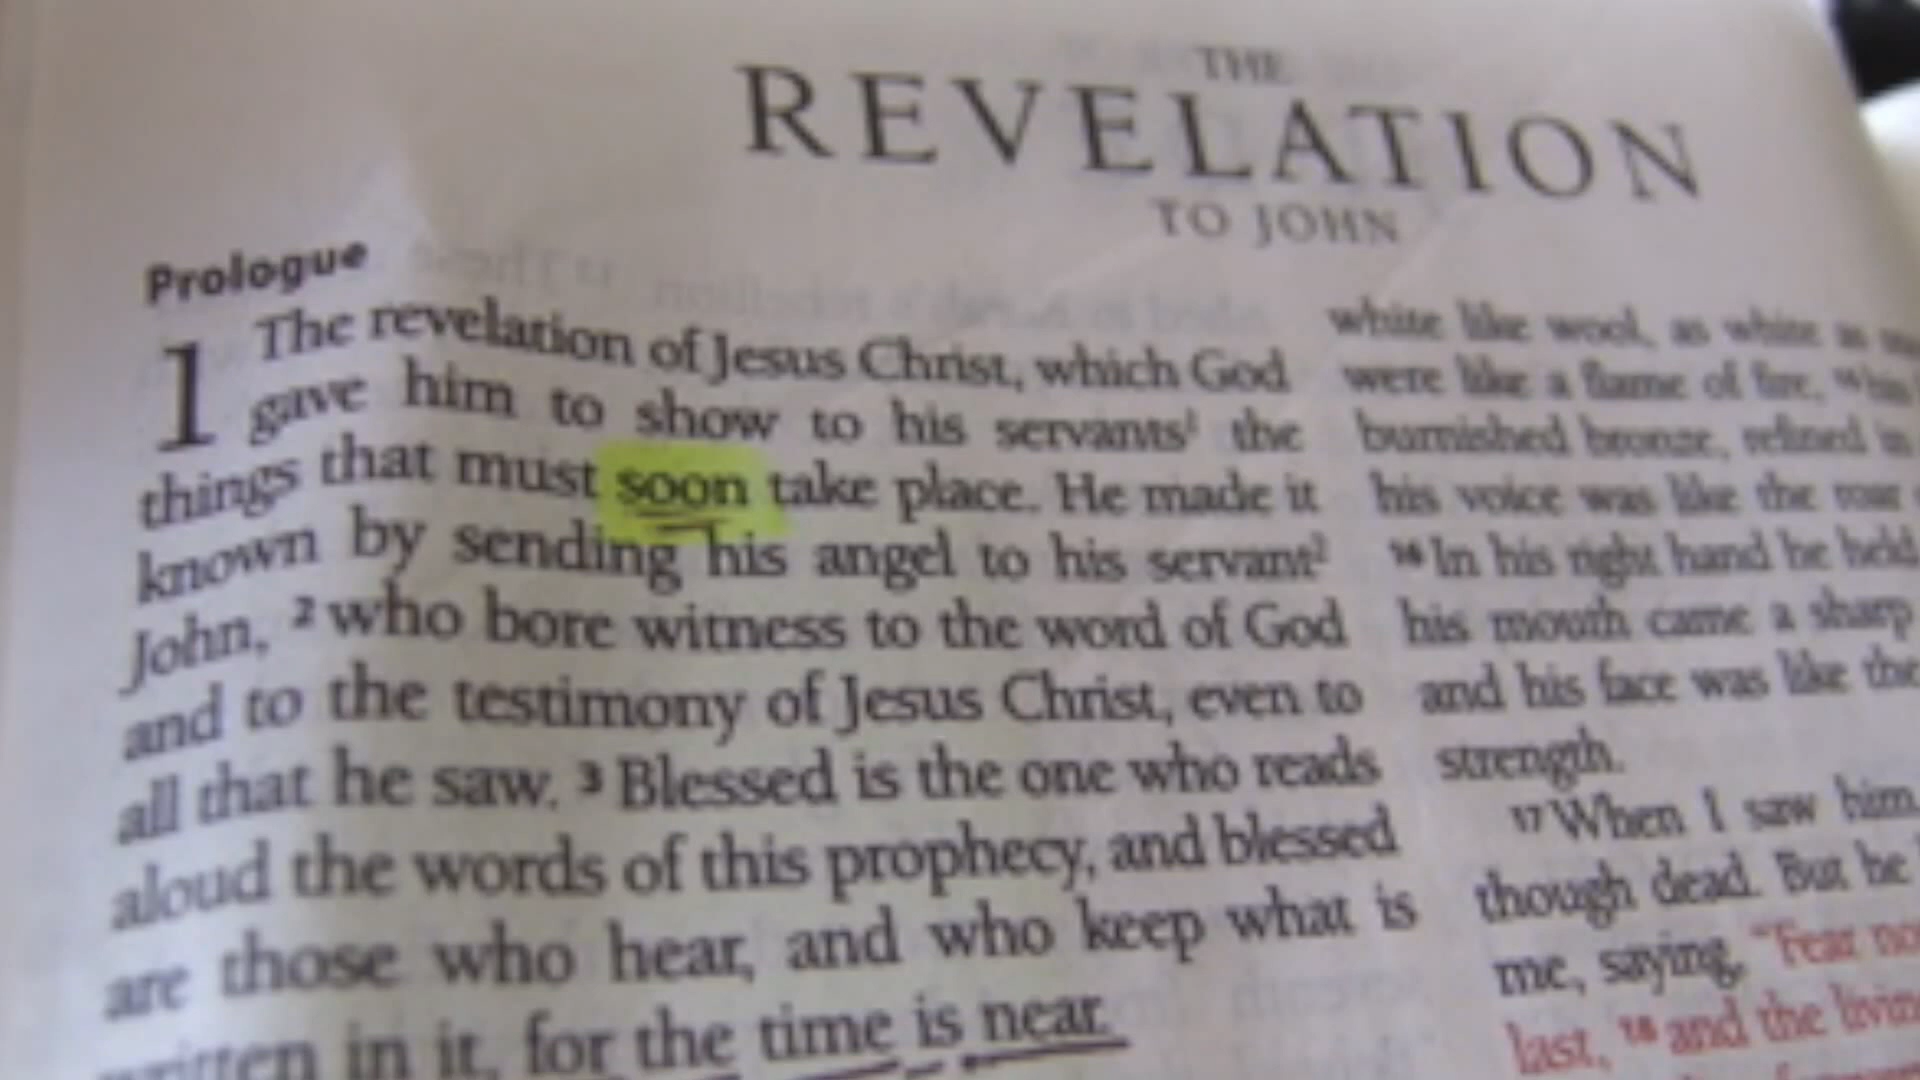 THE
REVELATION
TO JOHN
Prologue
1 The revelation of Jesus Christ, which God
gave him to show to his servants¹ the
things that must soon take place. He made it
known by sending his angel to his servant²
John, ² who bore witness to the word of God
and to the testimony of Jesus Christ, even to
all that he saw. ³ Blessed is the one who reads
aloud the words of this prophecy, and blessed
are those who hear, and who keep what is
written in it, for the time is near.
white like wool, as white as
were like a flame of fire,
burnished bronze, refined in
his voice was like the roar
¹⁶ In his right hand he held
his mouth came a sharp
and his face was like the
strength.
¹⁷ When I saw him
though dead. But he
me, saying, "Fear
last, ¹⁸ and the